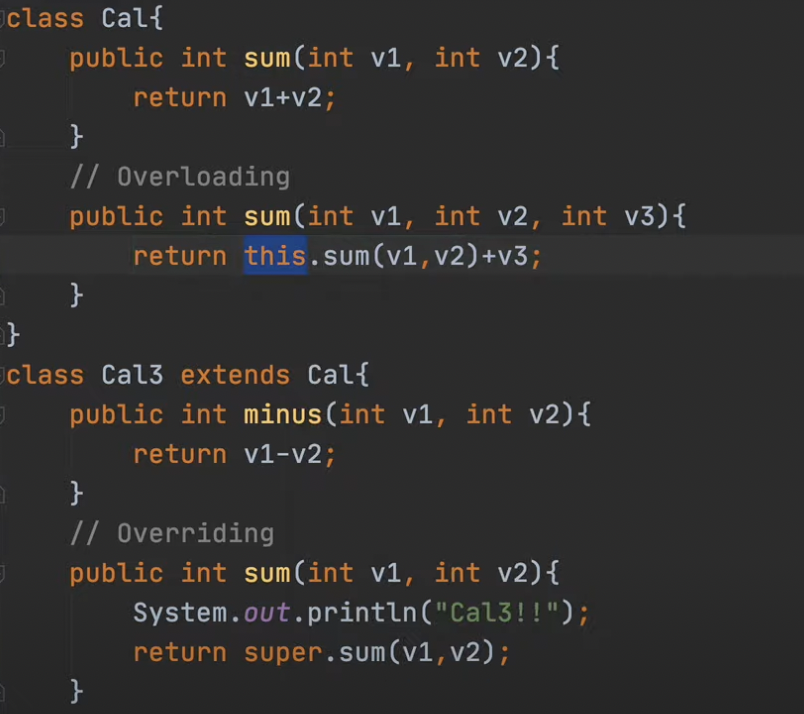 class Cal{
    public int sum(int v1, int v2){
        return v1+v2;
    }
    // Overloading
    public int sum(int v1, int v2, int v3){
        return this.sum(v1,v2)+v3;
    }
}
class Cal3 extends Cal{
    public int minus(int v1, int v2){
        return v1-v2;
    }
    // Overriding
    public int sum(int v1, int v2){
        System.out.println("Cal3!!");
        return super.sum(v1,v2);
    }